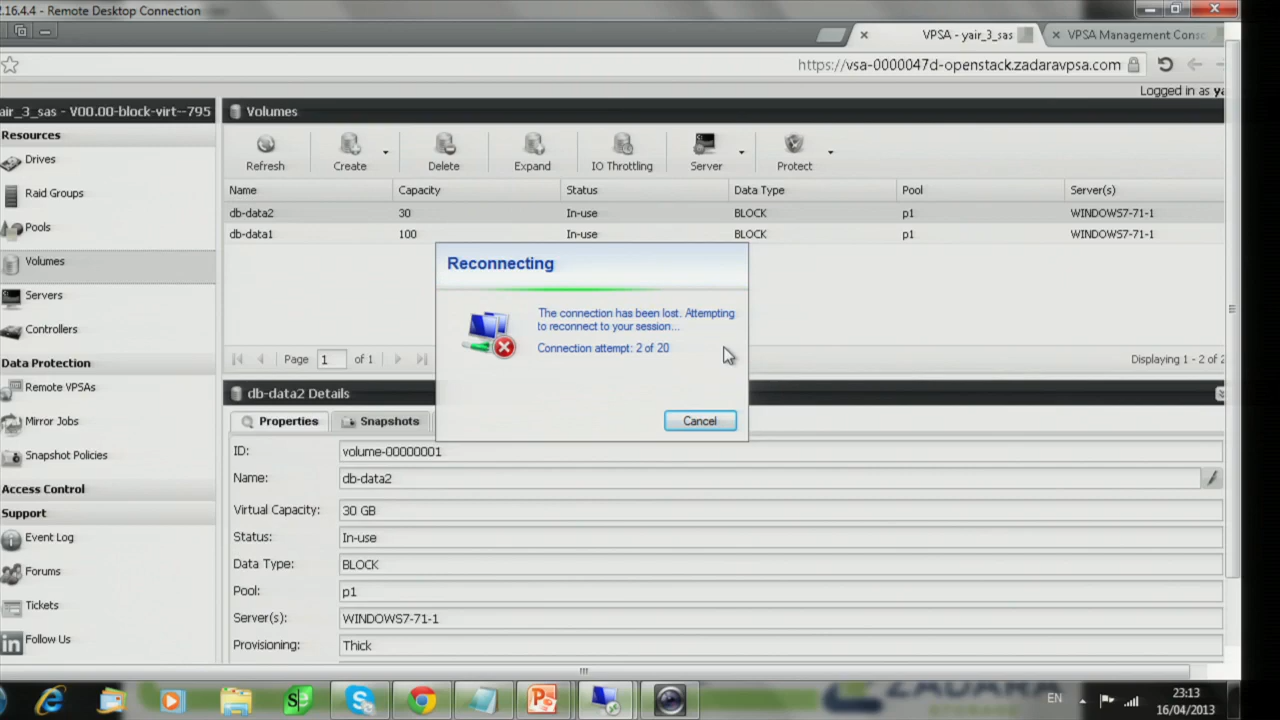 2.16.4.4 - Remote Desktop Connection
VPSA - yair_3_sas
VPSA Management Consc
https://vsa-0000047d-openstack.zadaravpsa.com
Logged in as ya
air_3_sas - V00.00-block-virt--795
Volumes
Resources
Drives
Raid Groups
Pools
Volumes
Servers
Controllers
Data Protection
Remote VPSAs
Mirror Jobs
Snapshot Policies
Access Control
Support
Event Log
Forums
Tickets
Follow Us
Refresh Create Delete Expand IO Throttling Server Protect
Name Capacity Status Data Type Pool Server(s)
db-data2 30 In-use BLOCK p1 WINDOWS7-71-1
db-data1 100 In-use BLOCK p1 WINDOWS7-71-1
Reconnecting
The connection has been lost. Attempting
to reconnect to your session...
Connection attempt: 2 of 20
Cancel
Page 1 of 1
Displaying 1 - 2 of 2
db-data2 Details
Properties Snapshots
ID: volume-00000001
Name: db-data2
Virtual Capacity: 30 GB
Status: In-use
Data Type: BLOCK
Pool: p1
Server(s): WINDOWS7-71-1
Provisioning: Thick
ZADARA
EN
23:13
16/04/2013